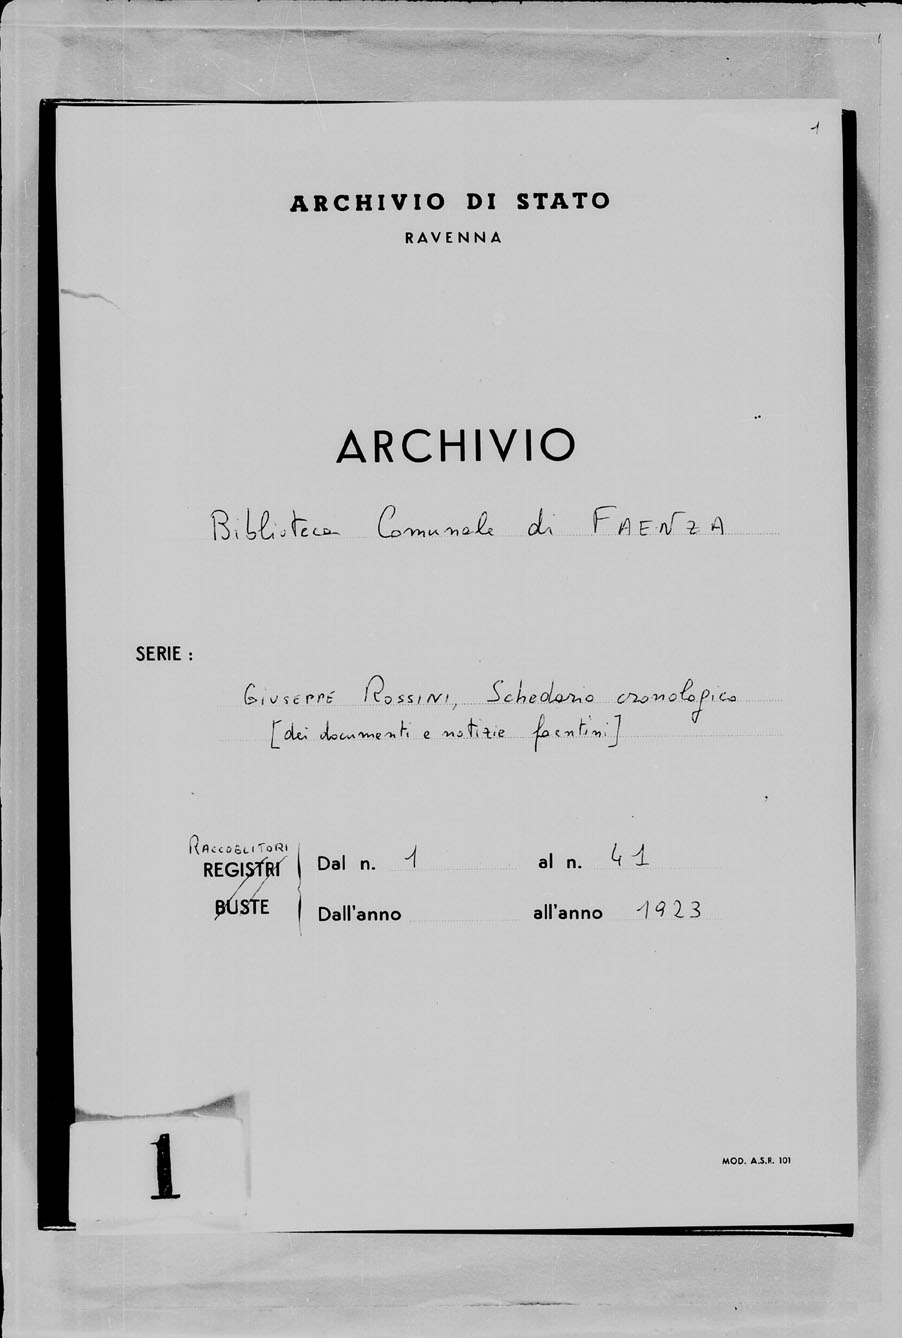 1
ARCHIVIO DI STATO
RAVENNA
ARCHIVIO
Biblioteca Comunale di FAENZA
SERIE :
GIUSEPPE ROSSINI, Schedario cronologico
[dei documenti e notizie faentini]
RACCOGLITORI
REGISTRI Dal n. 1 al n. 41
BUSTE Dall'anno all'anno 1923
1
MOD. A.S.R. 101